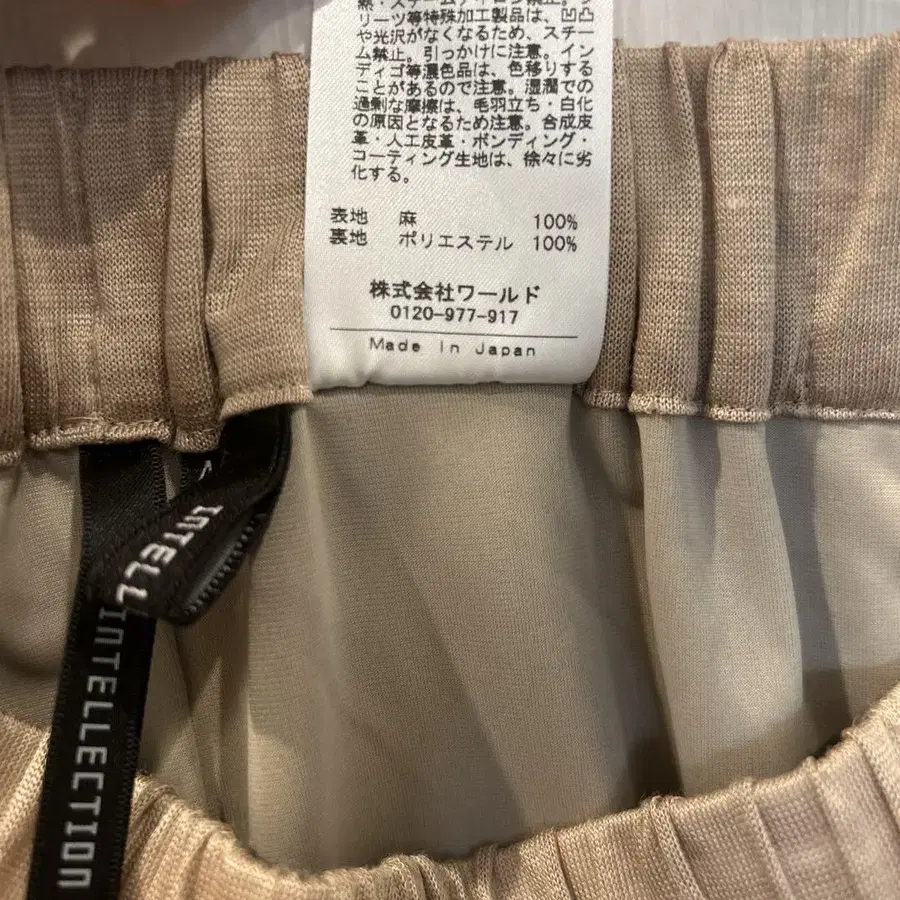 リーツ等特殊加工製品は、凹凸
や光沢がなくなるため、スチー
ム禁止。引っかけに注意。イン
ディゴ等濃色品は、色移りする
ことがあるので注意。湿潤での
過剰な摩擦は、毛羽立ち・白化
の原因となるため注意。合成皮
革・人工皮革・ボンディング・
コーティング生地は、徐々に劣
化する。
表地 麻 100%
裏地 ポリエステル 100%
株式会社ワールド
0120-977-917
Made In Japan
INTELL
INTELLECTION